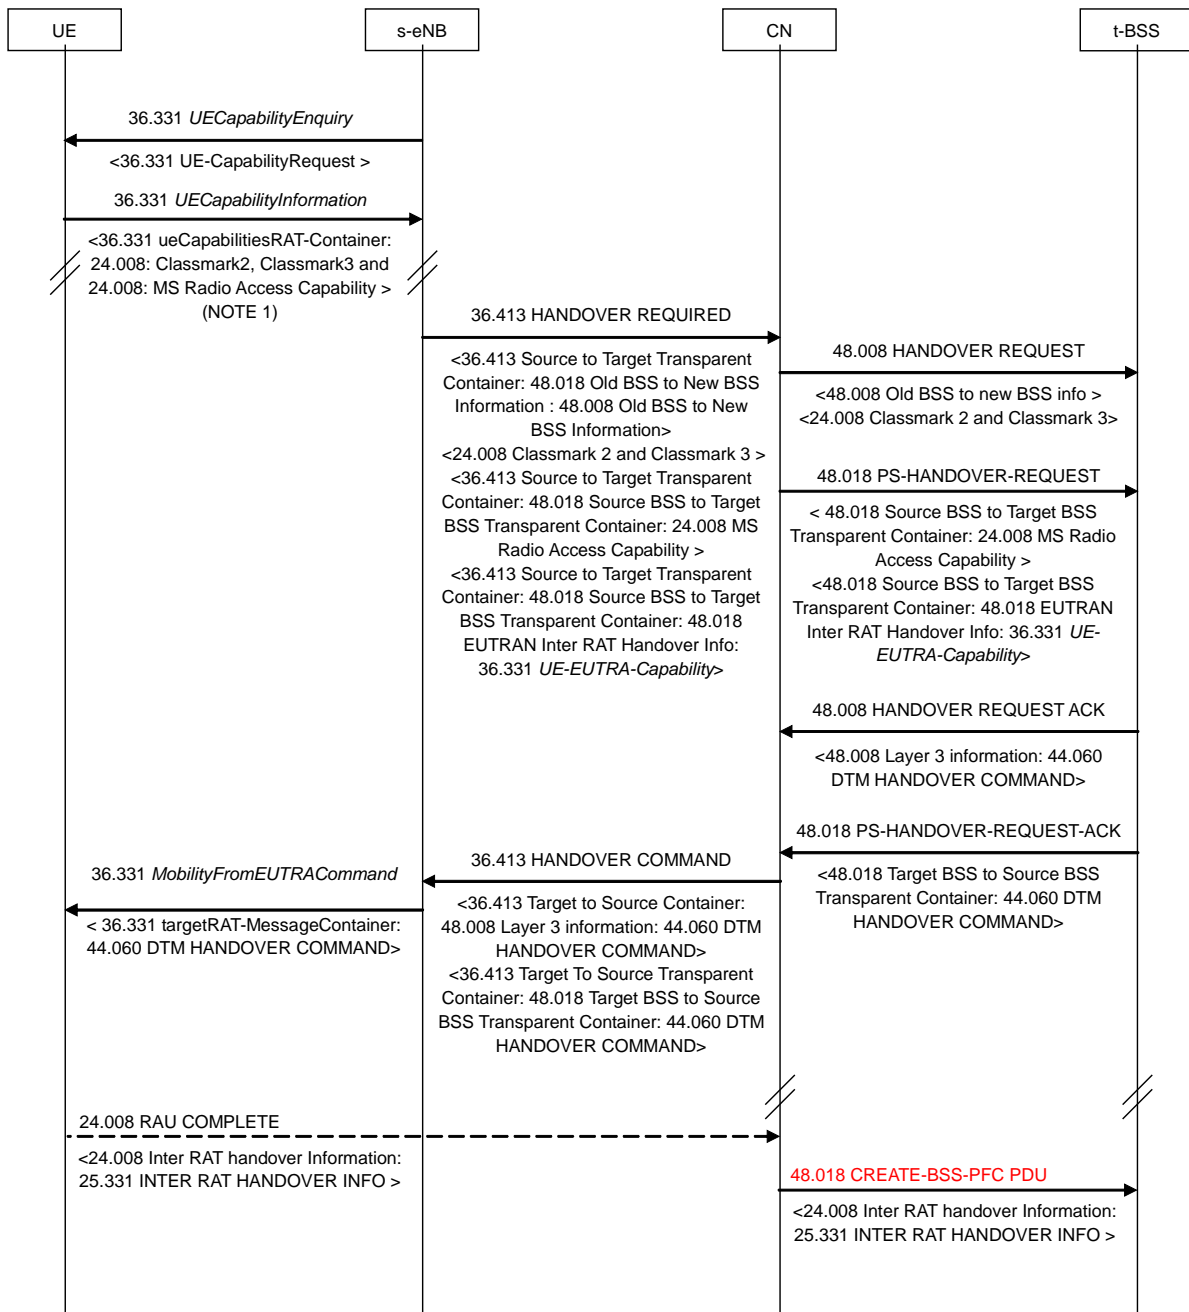 UE
s-eNB
CN
t-BSS
36.331 UECapabilityEnquiry
<36.331 UE-CapabilityRequest >
36.331 UECapabilityInformation
<36.331 ueCapabilitiesRAT-Container:
24.008: Classmark2, Classmark3 and
24.008: MS Radio Access Capability >
(NOTE 1)
36.413 HANDOVER REQUIRED
<36.413 Source to Target Transparent
Container: 48.018 Old BSS to New BSS
Information : 48.008 Old BSS to New
BSS Information>
<24.008 Classmark 2 and Classmark 3 >
<36.413 Source to Target Transparent
Container: 48.018 Source BSS to Target
BSS Transparent Container: 24.008 MS
Radio Access Capability >
<36.413 Source to Target Transparent
Container: 48.018 Source BSS to Target
BSS Transparent Container: 48.018
EUTRAN Inter RAT Handover Info:
36.331 UE-EUTRA-Capability>
48.008 HANDOVER REQUEST
<48.008 Old BSS to new BSS info >
<24.008 Classmark 2 and Classmark 3>
48.018 PS-HANDOVER-REQUEST
< 48.018 Source BSS to Target BSS
Transparent Container: 24.008 MS Radio
Access Capability >
<48.018 Source BSS to Target BSS
Transparent Container: 48.018 EUTRAN
Inter RAT Handover Info: 36.331 UE-
EUTRA-Capability>
48.008 HANDOVER REQUEST ACK
<48.008 Layer 3 information: 44.060
DTM HANDOVER COMMAND>
48.018 PS-HANDOVER-REQUEST-ACK
<48.018 Target BSS to Source BSS
Transparent Container: 44.060 DTM
HANDOVER COMMAND>
36.413 HANDOVER COMMAND
<36.413 Target to Source Container:
48.008 Layer 3 information: 44.060 DTM
HANDOVER COMMAND>
<36.413 Target To Source Transparent
Container: 48.018 Target BSS to Source
BSS Transparent Container: 44.060 DTM
HANDOVER COMMAND>
36.331 MobilityFromEUTRACommand
< 36.331 targetRAT-MessageContainer:
44.060 DTM HANDOVER COMMAND>
24.008 RAU COMPLETE
<24.008 Inter RAT handover Information:
25.331 INTER RAT HANDOVER INFO >
48.018 CREATE-BSS-PFC PDU
<24.008 Inter RAT handover Information:
25.331 INTER RAT HANDOVER INFO >